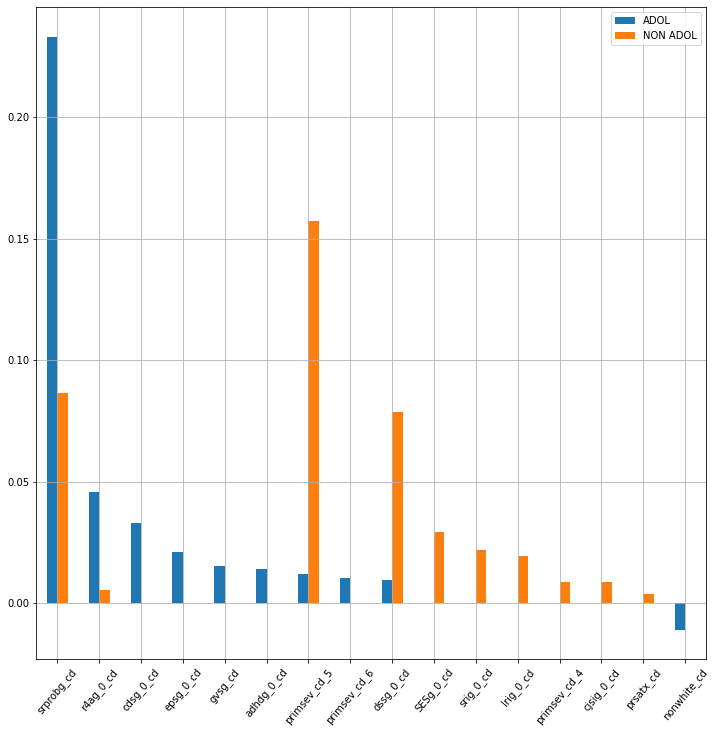 ADOL
NON ADOL
0.20
0.15
0.10
0.05
0.00
srprobg_cd
r4ag_0_cd
cdsg_0_cd
epsg_0_cd
gvsg_cd
adhdg_0_cd
primsev_cd_5
primsev_cd_6
dssg_0_cd
SESg_0_cd
srig_0_cd
lrig_0_cd
primsev_cd_4
cjsig_0_cd
prsatx_cd
nonwhite_cd